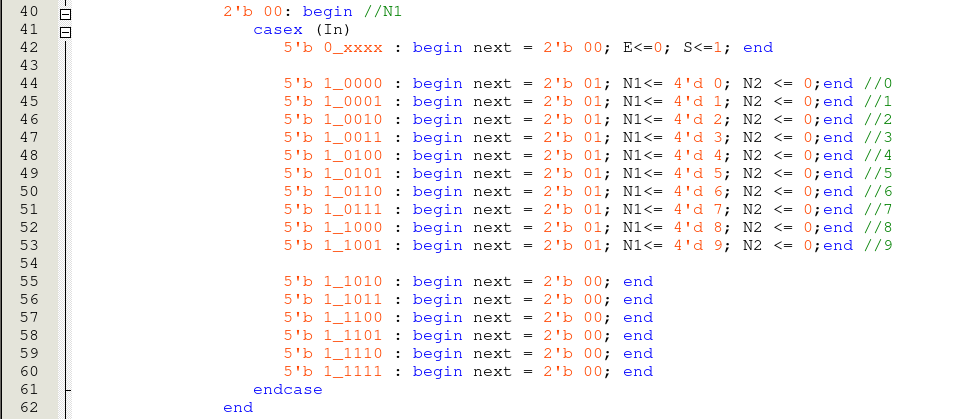 40 2'b 00: begin //N1
41 casex (In)
42 5'b 0_xxxx : begin next = 2'b 00; E<=0; S<=1; end
43
44 5'b 1_0000 : begin next = 2'b 01; N1<= 4'd 0; N2 <= 0;end //0
45 5'b 1_0001 : begin next = 2'b 01; N1<= 4'd 1; N2 <= 0;end //1
46 5'b 1_0010 : begin next = 2'b 01; N1<= 4'd 2; N2 <= 0;end //2
47 5'b 1_0011 : begin next = 2'b 01; N1<= 4'd 3; N2 <= 0;end //3
48 5'b 1_0100 : begin next = 2'b 01; N1<= 4'd 4; N2 <= 0;end //4
49 5'b 1_0101 : begin next = 2'b 01; N1<= 4'd 5; N2 <= 0;end //5
50 5'b 1_0110 : begin next = 2'b 01; N1<= 4'd 6; N2 <= 0;end //6
51 5'b 1_0111 : begin next = 2'b 01; N1<= 4'd 7; N2 <= 0;end //7
52 5'b 1_1000 : begin next = 2'b 01; N1<= 4'd 8; N2 <= 0;end //8
53 5'b 1_1001 : begin next = 2'b 01; N1<= 4'd 9; N2 <= 0;end //9
54
55 5'b 1_1010 : begin next = 2'b 00; end
56 5'b 1_1011 : begin next = 2'b 00; end
57 5'b 1_1100 : begin next = 2'b 00; end
58 5'b 1_1101 : begin next = 2'b 00; end
59 5'b 1_1110 : begin next = 2'b 00; end
60 5'b 1_1111 : begin next = 2'b 00; end
61 endcase
62 end